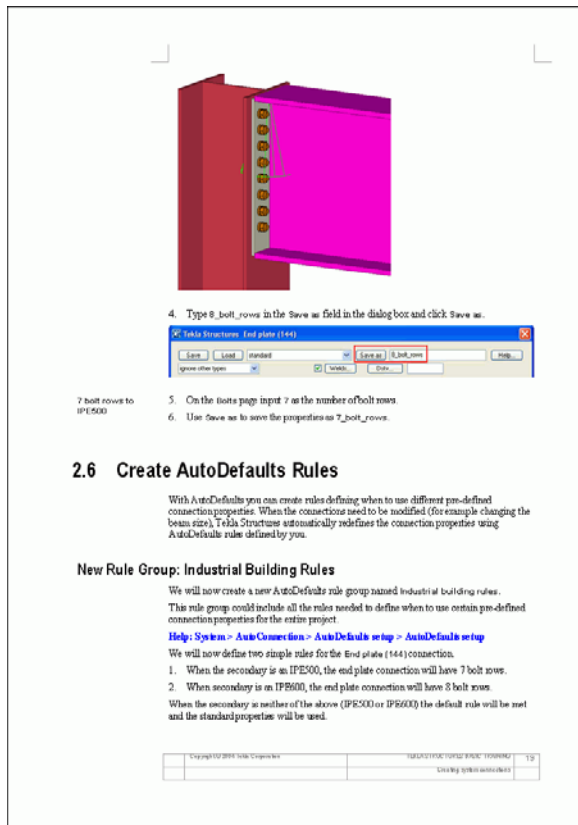 4. Type 8_bolt_rows in the Save as field in the dialog box and click Save as.
Tekla Structures End plate (144)
Save Load standard Save as 8_bolt_rows Help...
ignore other types Welds...
7 bolt rows to
IPE500
5. On the Bolts page input 7 as the number of bolt rows.
6. Use Save as to save the properties as 7_bolt_rows.
2.6 Create AutoDefaults Rules
With AutoDefaults you can create rules defining when to use different pre-defined
connection properties. When the connections need to be modified (for example changing the
beam size), Tekla Structures automatically redefines the connection properties using
AutoDefaults rules defined by you.
New Rule Group: Industrial Building Rules
We will now create a new AutoDefaults rule group named Industrial building rules.
This rule group could include all the rules needed to define when to use certain pre-defined
connection properties for the entire project.
Help: System > AutoConnection > AutoDefaults setup > AutoDefaults setup
We will now define two simple rules for the End plate (144) connection.
1. When the secondary is an IPE500, the end plate connection will have 7 bolt rows.
2. When secondary is an IPE600, the end plate connection will have 8 bolt rows.
When the secondary is neither of the above (IPE500 or IPE600) the default rule will be met
and the standard properties will be used.
Copyright © 2004 Tekla Corporation TEKLA STRUCTURES BASIC TRAINING
Creating system connections